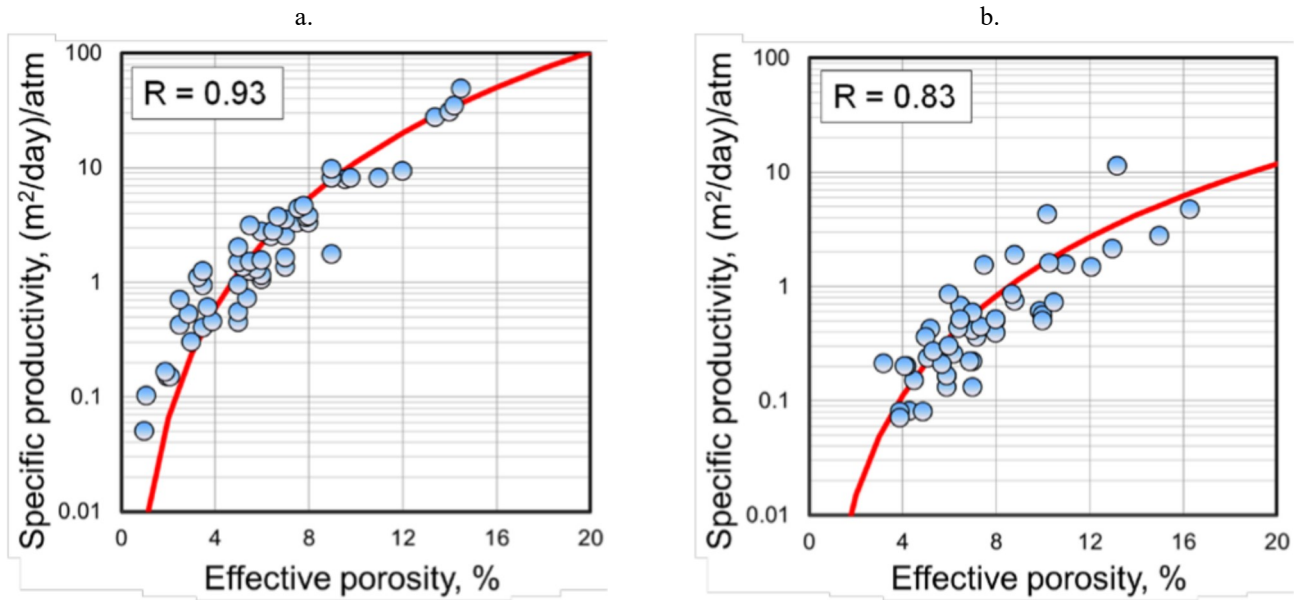 a.
R = 0.93
Specific productivity, (m²/day)/atm
100
10
1
0.1
0.01
0 4 8 12 16 20
Effective porosity, %
b.
R = 0.83
Specific productivity, (m²/day)/atm
100
10
1
0.1
0.01
0 4 8 12 16 20
Effective porosity, %